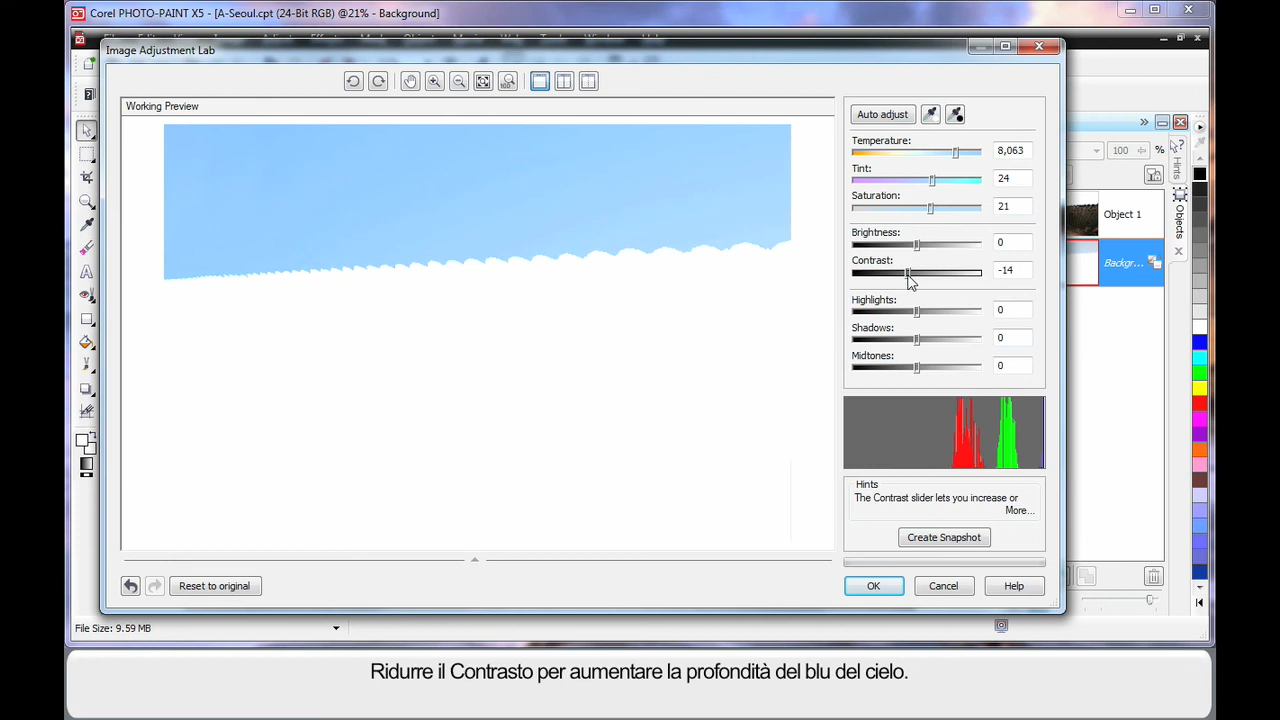 Corel PHOTO-PAINT X5 - [A-Seoul.cpt (24-Bit RGB) @21% - Background]
Image Adjustment Lab
100
Working Preview
Auto adjust
Temperature:
8,063
Tint:
24
Saturation:
21
Brightness:
0
Contrast:
-14
Highlights:
0
Shadows:
0
Midtones:
0
Hints
The Contrast slider lets you increase or
More...
Create Snapshot
Reset to original
OK
Cancel
Help
100
%
Object 1
Backgr...
Hints
Objects
File Size: 9.59 MB
Ridurre il Contrasto per aumentare la profondità del blu del cielo.